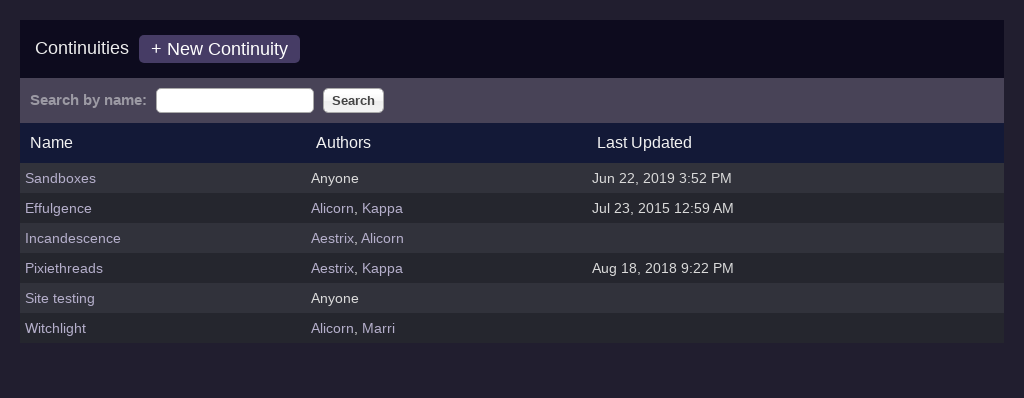 Continuities + New Continuity
Search by name: Search
Name Authors Last Updated
Sandboxes Anyone Jun 22, 2019 3:52 PM
Effulgence Alicorn, Kappa Jul 23, 2015 12:59 AM
Incandescence Aestrix, Alicorn
Pixiethreads Aestrix, Kappa Aug 18, 2018 9:22 PM
Site testing Anyone
Witchlight Alicorn, Marri